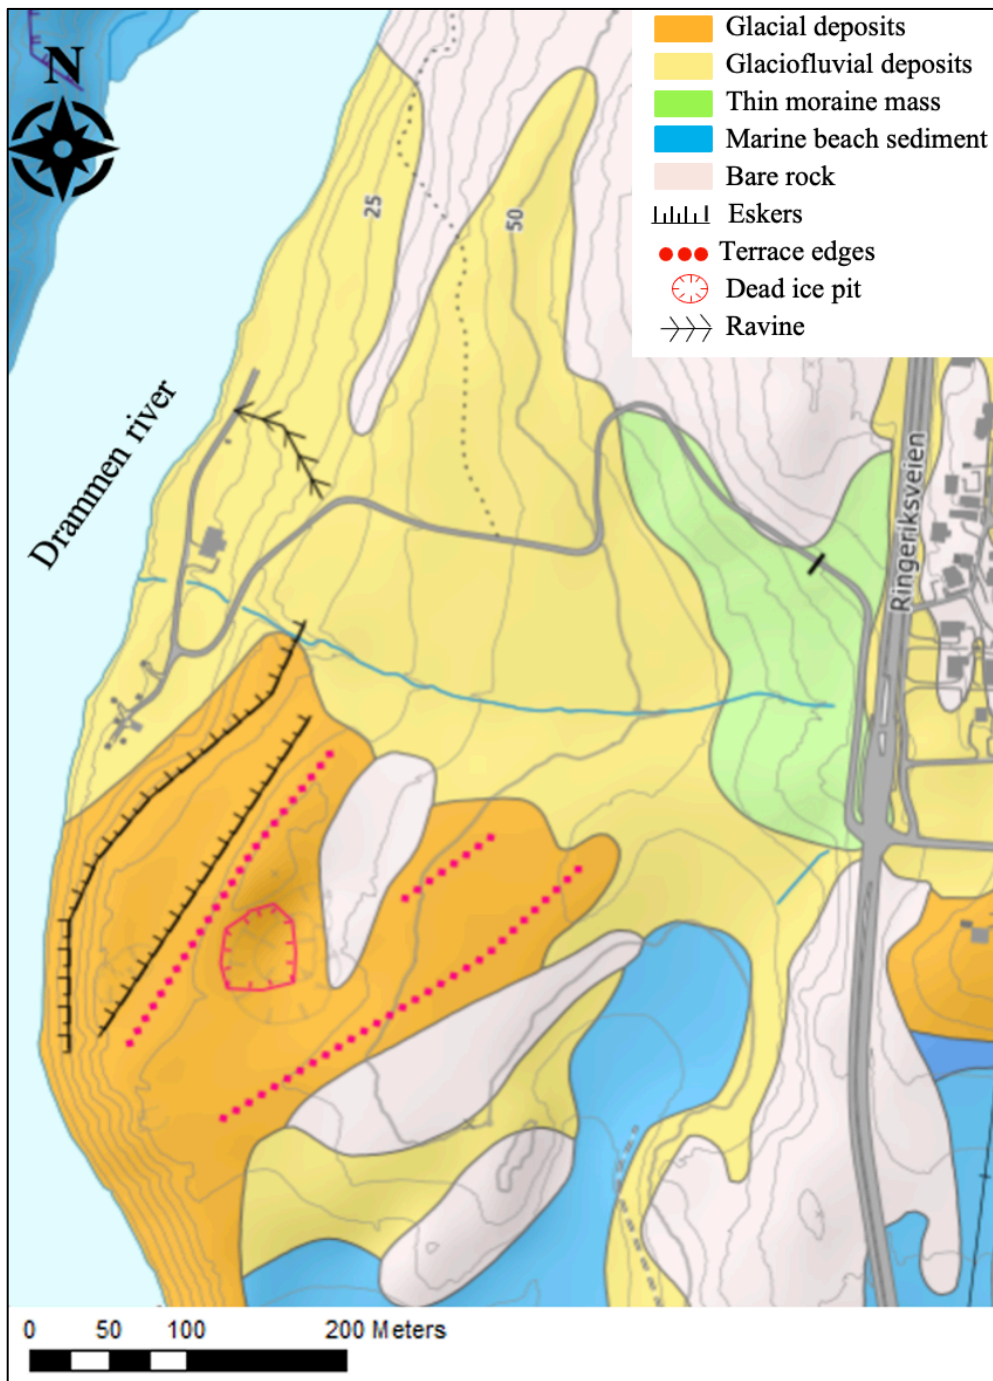 N
Glacial deposits
Glaciofluvial deposits
Thin moraine mass
Marine beach sediment
Bare rock
Eskers
Terrace edges
Dead ice pit
Ravine
25
50
Drammen river
Ringeriksveien
0 50 100 200 Meters